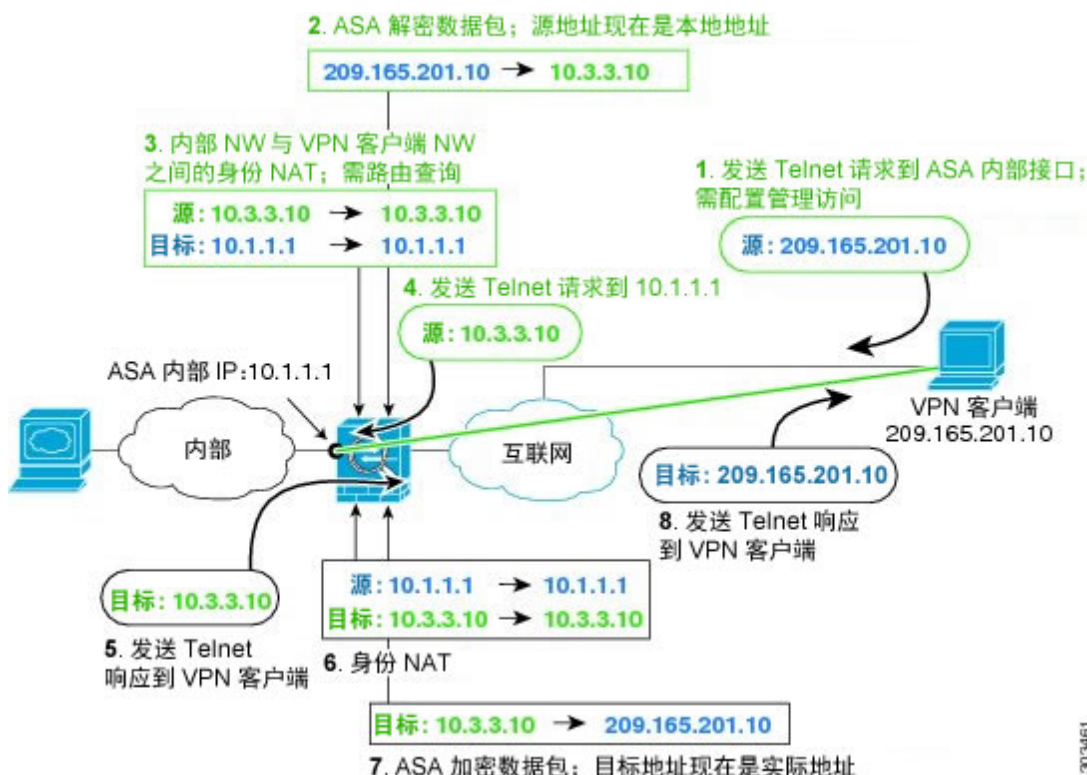 2. ASA 解密数据包；源地址现在是本地地址
209.165.201.10 → 10.3.3.10
3. 内部 NW 与 VPN 客户端 NW
之间的身份 NAT；需路由查询
源: 10.3.3.10 → 10.3.3.10
目标: 10.1.1.1 → 10.1.1.1
1. 发送 Telnet 请求到 ASA 内部接口；
需配置管理访问
源: 209.165.201.10
4. 发送 Telnet 请求到 10.1.1.1
源: 10.3.3.10
ASA 内部 IP:10.1.1.1
内部
互联网
VPN 客户端
209.165.201.10
目标: 209.165.201.10
8. 发送 Telnet 响应
到 VPN 客户端
目标: 10.3.3.10
5. 发送 Telnet
响应到 VPN 客户端
源: 10.1.1.1 → 10.1.1.1
目标: 10.3.3.10 → 10.3.3.10
6. 身份 NAT
目标: 10.3.3.10 → 209.165.201.10
7. ASA 加密数据包；目标地址现在是实际地址
303461